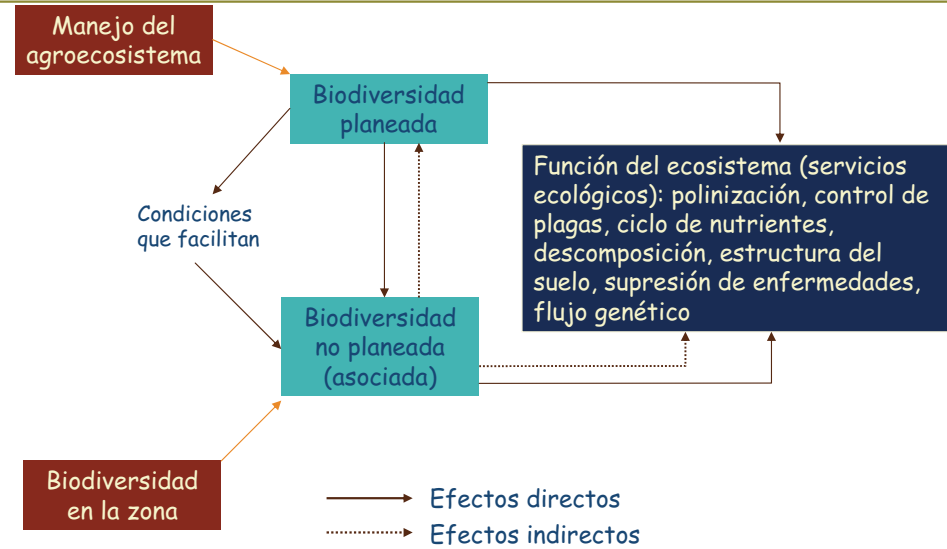 Manejo del
agroecosistema
Biodiversidad
planeada
Función del ecosistema (servicios
ecológicos): polinización, control de
plagas, ciclo de nutrientes,
descomposición, estructura del
suelo, supresión de enfermedades,
flujo genético
Condiciones
que facilitan
Biodiversidad
no planeada
(asociada)
Biodiversidad
en la zona
Efectos directos
Efectos indirectos